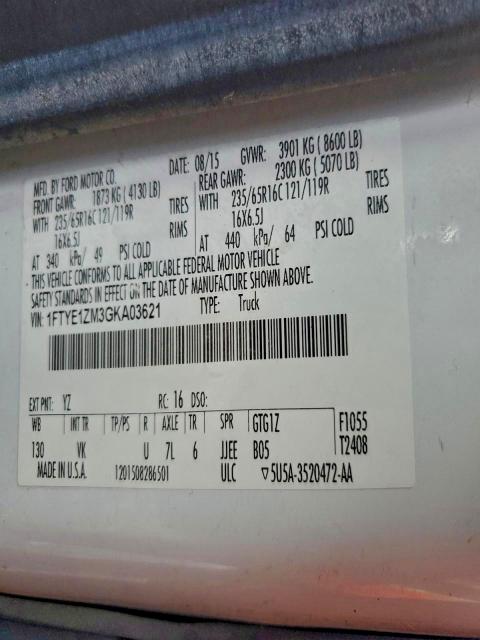 MFD. BY FORD MOTOR CO. DATE: 08/15 GVWR: 3901 KG ( 8600 LB)
FRONT GAWR: 1873 KG ( 4130 LB) REAR GAWR: 2300 KG ( 5070 LB)
WITH 235/65R16C 121/119R TIRES WITH 235/65R16C 121/119R TIRES
16X6.5J RIMS 16X6.5J RIMS
AT 340 kPa/ 49 PSI COLD AT 440 kPa/ 64 PSI COLD
THIS VEHICLE CONFORMS TO ALL APPLICABLE FEDERAL MOTOR VEHICLE
SAFETY STANDARDS IN EFFECT ON THE DATE OF MANUFACTURE SHOWN ABOVE.
VIN: 1FTYE1ZM3GKA03621 TYPE: Truck
EXT PNT: YZ RC: 16 DSO:
WB INT TR TP/PS R AXLE TR SPR GTG1Z F1055
130 VK U 7L 6 JJEE B05 T2408
MADE IN U.S.A. 1201508286501 ULC ▽5U5A-3520472-AA